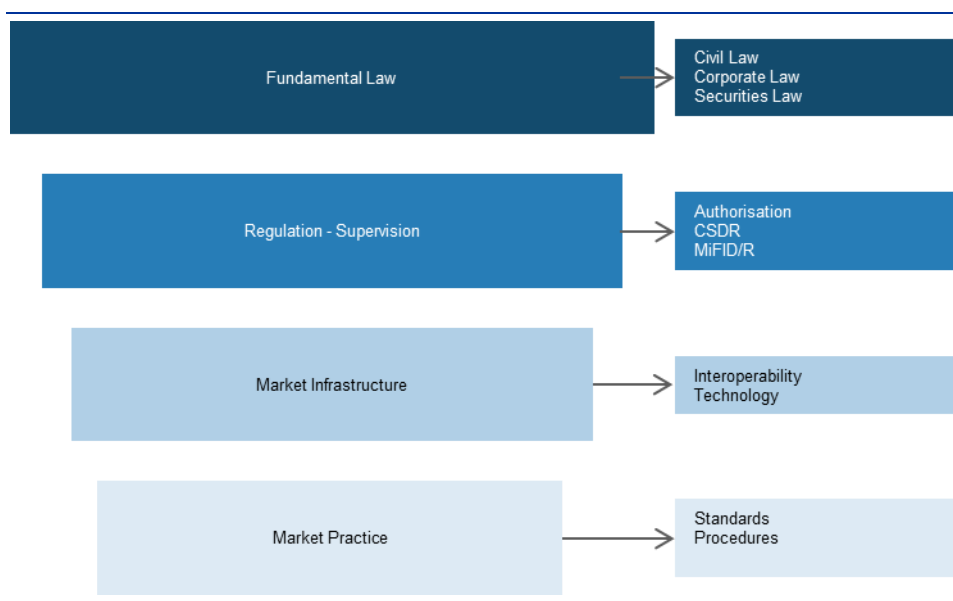 Fundamental Law
Civil Law
Corporate Law
Securities Law
Regulation - Supervision
Authorisation
CSDR
MiFID/R
Market Infrastructure
Interoperability
Technology
Market Practice
Standards
Procedures